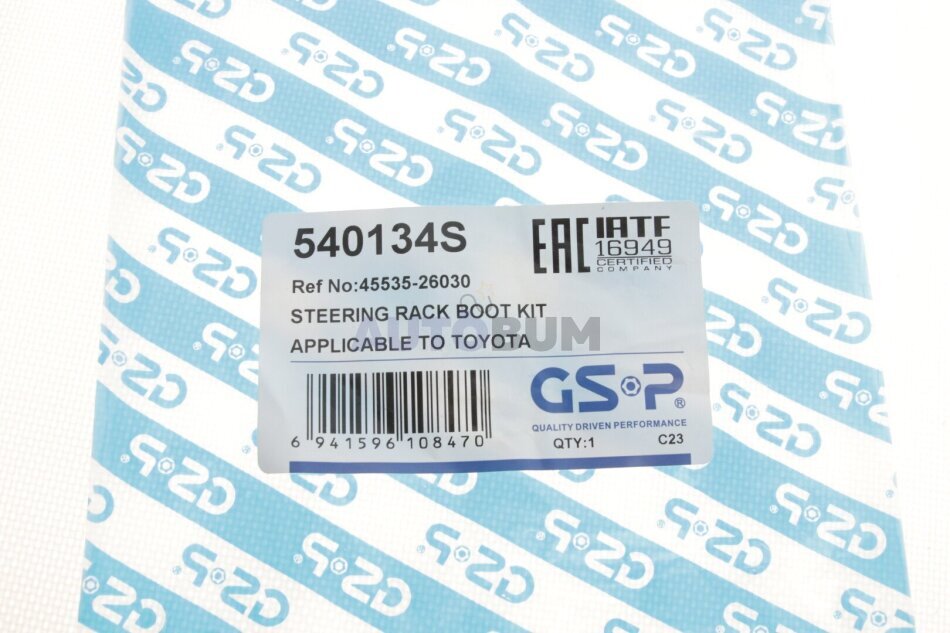 540134S
EAC IATF
16949
CERTIFIED
COMPANY
Ref No:45535-26030
STEERING RACK BOOT KIT
AUTOBUM
APPLICABLE TO TOYOTA
GSP®
QUALITY DRIVEN PERFORMANCE
6 941596 108470
QTY:1 C23